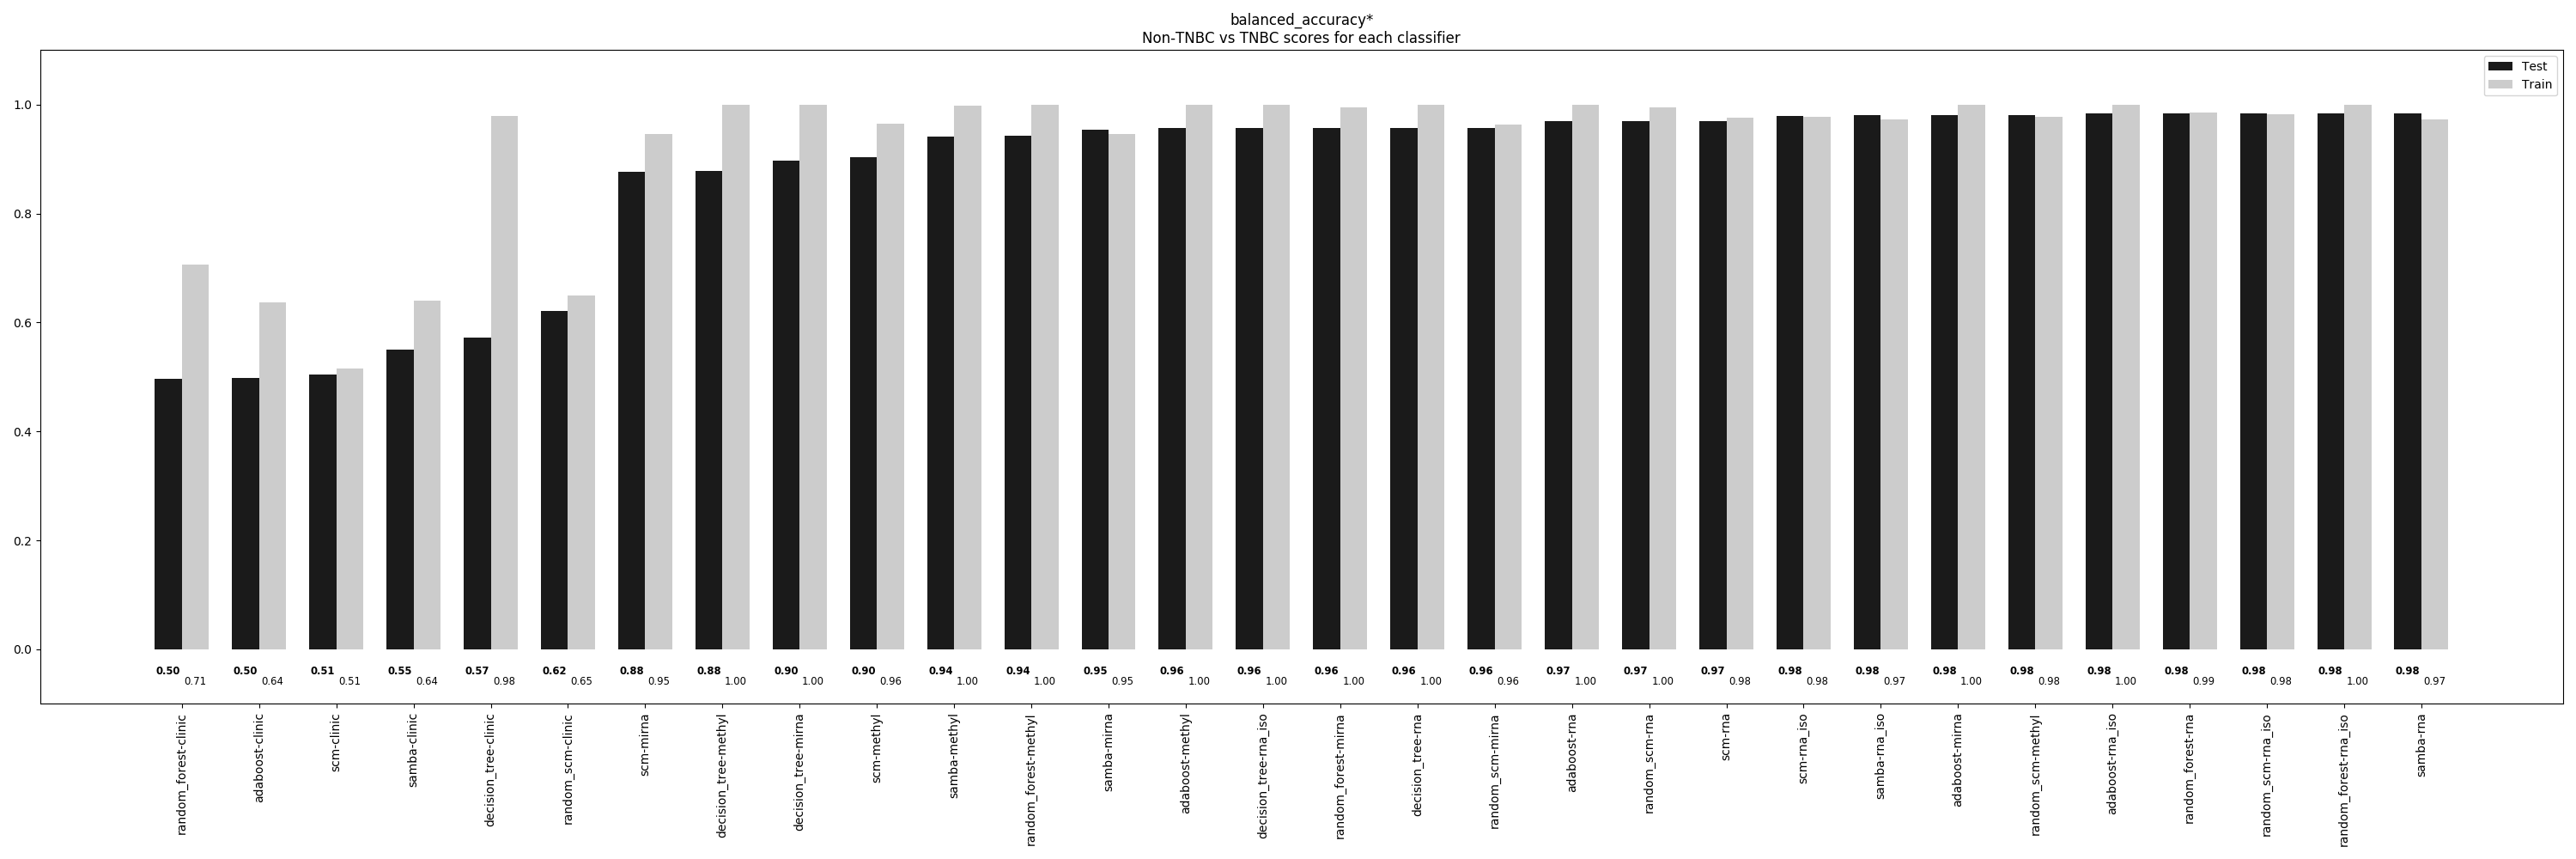 balanced_accuracy*
Non-TNBC vs TNBC scores for each classifier
Test
Train
1.0
0.8
0.6
0.4
0.2
0.0
0.50 0.50 0.51 0.55 0.57 0.62 0.88 0.88 0.90 0.90 0.94 0.94 0.95 0.96 0.96 0.96 0.96 0.96 0.97 0.97 0.97 0.98 0.98 0.98 0.98 0.98 0.98 0.98 0.98 0.98
0.71 0.64 0.51 0.64 0.98 0.65 0.95 1.00 1.00 0.96 1.00 1.00 0.95 1.00 1.00 1.00 1.00 0.96 1.00 1.00 0.98 0.98 0.97 1.00 0.98 1.00 0.99 0.98 1.00 0.97
random_forest-clinic
adaboost-clinic
scm-clinic
samba-clinic
decision_tree-clinic
random_scm-clinic
scm-mirna
decision_tree-methyl
decision_tree-mirna
scm-methyl
samba-methyl
random_forest-methyl
samba-mirna
adaboost-methyl
decision_tree-rna_iso
random_forest-mirna
decision_tree-rna
random_scm-mirna
adaboost-rna
random_scm-rna
scm-rna
scm-rna_iso
samba-rna_iso
adaboost-mirna
random_scm-methyl
adaboost-rna_iso
random_forest-rna
random_scm-rna_iso
random_forest-rna_iso
samba-rna